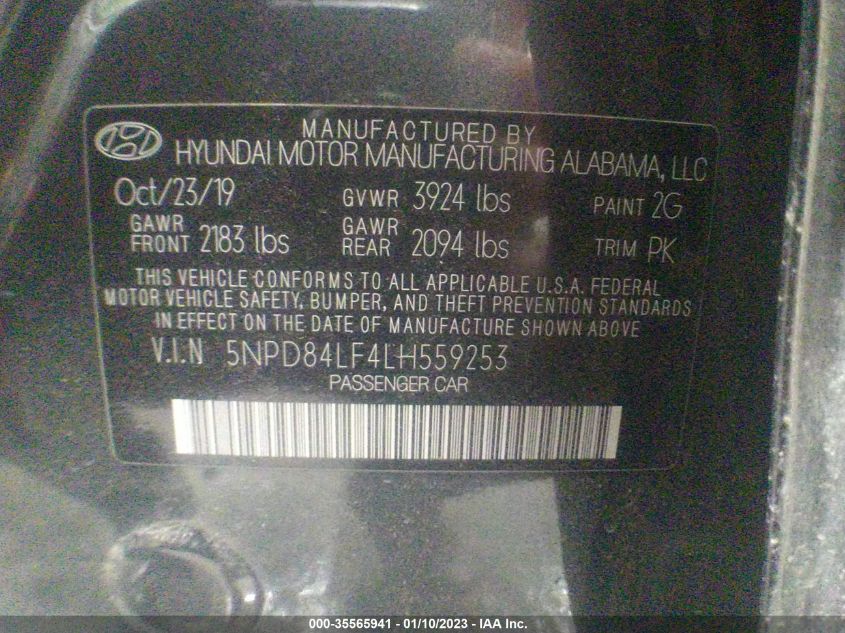 MANUFACTURED BY
HYUNDAI MOTOR MANUFACTURING ALABAMA, LLC
Oct/23/19 GVWR 3924 lbs PAINT 2G
GAWR FRONT 2183 lbs GAWR REAR 2094 lbs TRIM PK
THIS VEHICLE CONFORMS TO ALL APPLICABLE U.S.A. FEDERAL
MOTOR VEHICLE SAFETY, BUMPER, AND THEFT PREVENTION STANDARDS
IN EFFECT ON THE DATE OF MANUFACTURE SHOWN ABOVE
V.I.N 5NPD84LF4LH559253
PASSENGER CAR
000-35565941 - 01/10/2023 - IAA Inc.